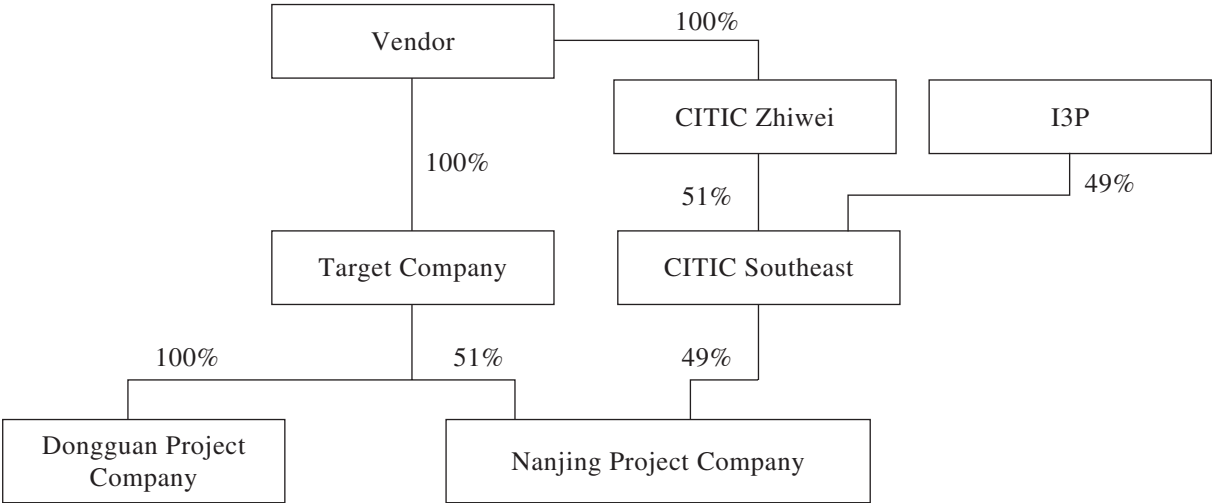 Vendor
100%
CITIC Zhiwei
I3P
100%
51%
49%
Target Company
CITIC Southeast
100%
51%
49%
Dongguan Project
Company
Nanjing Project Company